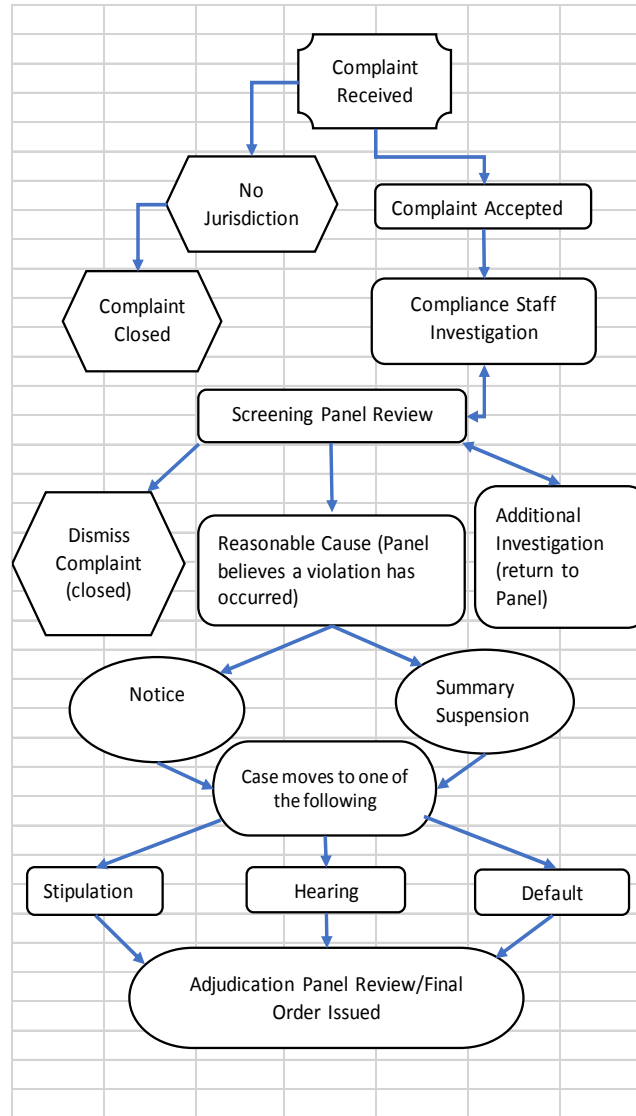 Complaint
Received
No
Jurisdiction
Complaint Accepted
Complaint
Closed
Compliance Staff
Investigation
Screening Panel Review
Dismiss
Complaint
(closed)
Reasonable Cause (Panel
believes a violation has
occurred)
Additional
Investigation
(return to
Panel)
Notice
Summary
Suspension
Case moves to one of
the following
Stipulation
Hearing
Default
Adjudication Panel Review/Final
Order Issued